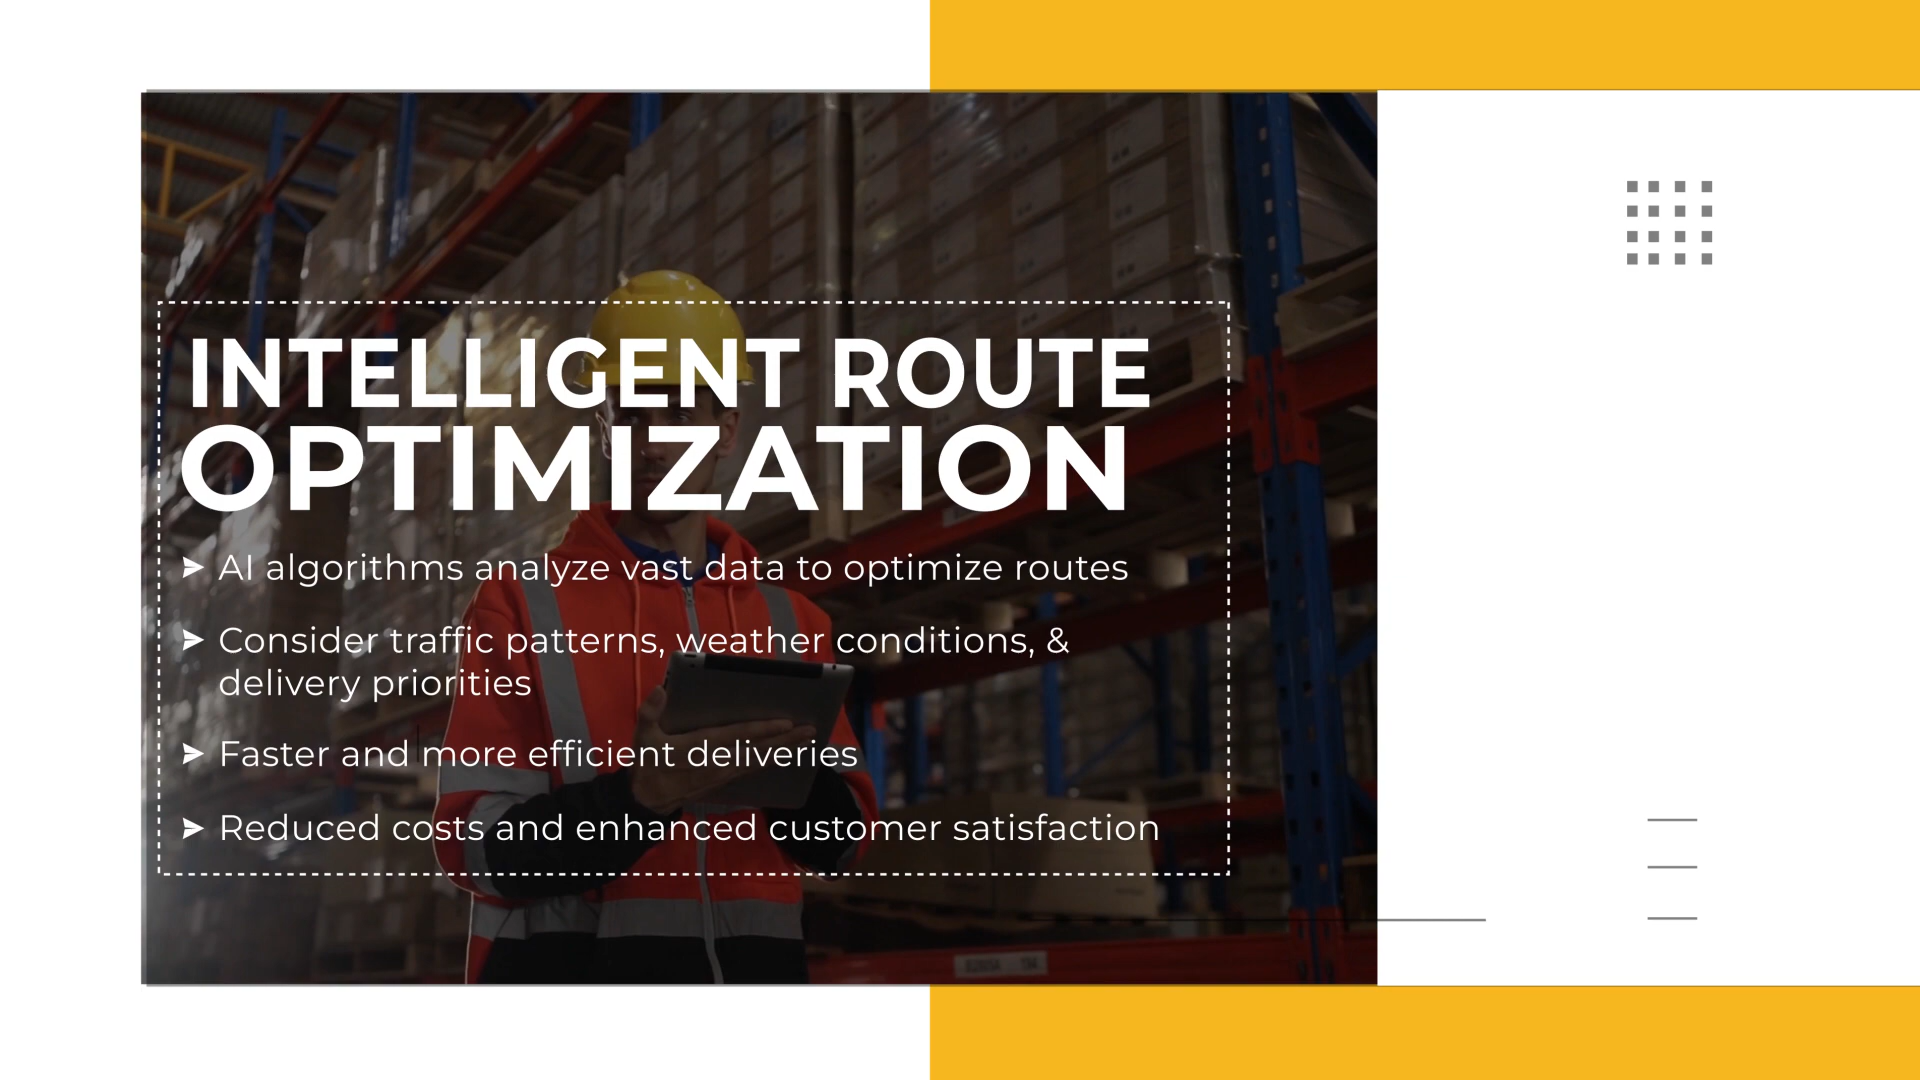 INTELLIGENT ROUTE
OPTIMIZATION
➤ AI algorithms analyze vast data to optimize routes
➤ Consider traffic patterns, weather conditions, &
delivery priorities
➤ Faster and more efficient deliveries
➤ Reduced costs and enhanced customer satisfaction